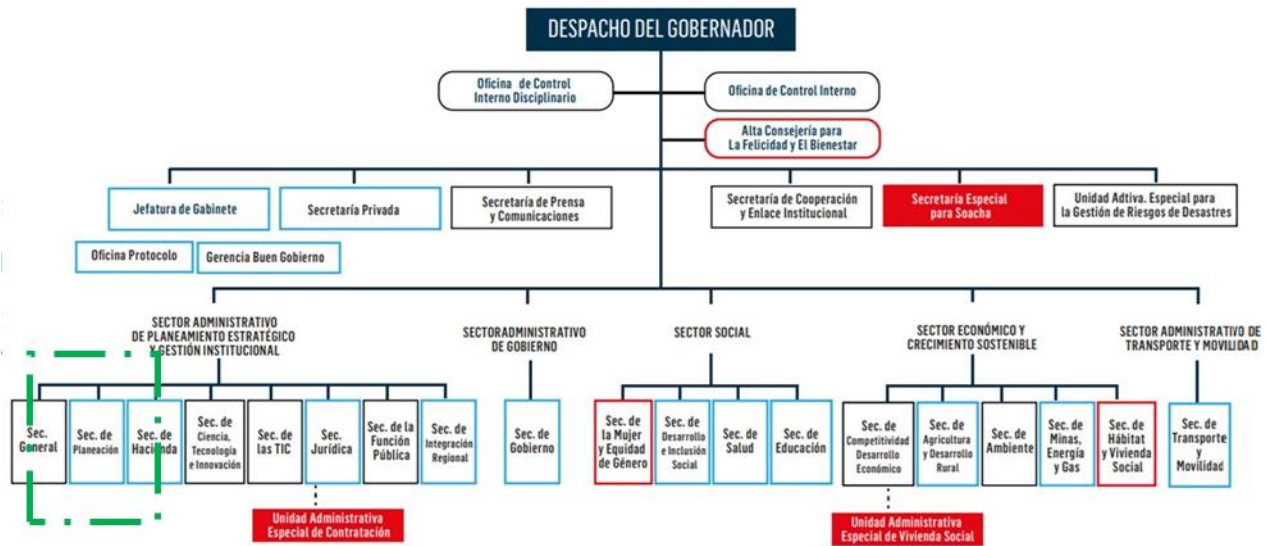 DESPACHO DEL GOBERNADOR
Oficina de Control
Interno Disciplinario
Oficina de Control Interno
Alta Consejería para
La Felicidad y El Bienestar
Jefatura de Gabinete
Secretaría Privada
Secretaría de Prensa
y Comunicaciones
Secretaría de Cooperación
y Enlace Institucional
Secretaría Especial
para Soacha
Unidad Adtiva. Especial para
la Gestión de Riesgos de Desastres
Oficina Protocolo
Gerencia Buen Gobierno
SECTOR ADMINISTRATIVO
DE PLANEAMIENTO ESTRATÉGICO
Y GESTIÓN INSTITUCIONAL
SECTORADMINISTRATIVO
DE GOBIERNO
SECTOR SOCIAL
SECTOR ECONÓMICO Y
CRECIMIENTO SOSTENIBLE
SECTOR ADMINISTRATIVO DE
TRANSPORTE Y MOVILIDAD
Sec.
General
Sec. de
Planeación
Sec. de
Hacienda
Sec. de
Ciencia,
Tecnología
e Innovación
Sec. de
las TIC
Sec.
Jurídica
Sec. de la
Función
Pública
Sec. de
Integración
Regional
Sec. de
Gobierno
Sec. de
la Mujer
y Equidad
de Género
Sec. de
Desarrollo
e Inclusión
Social
Sec. de
Salud
Sec. de
Educación
Sec. de
Competitividad
Desarrollo
Económico
Sec. de
Agricultura
y Desarrollo
Rural
Sec. de
Ambiente
Sec. de
Minas,
Energía
y Gas
Sec. de
Hábitat
y Vivienda
Social
Sec. de
Transporte
y
Movilidad
Unidad Administrativa
Especial de Contratación
Unidad Administrativa
Especial de Vivienda Social